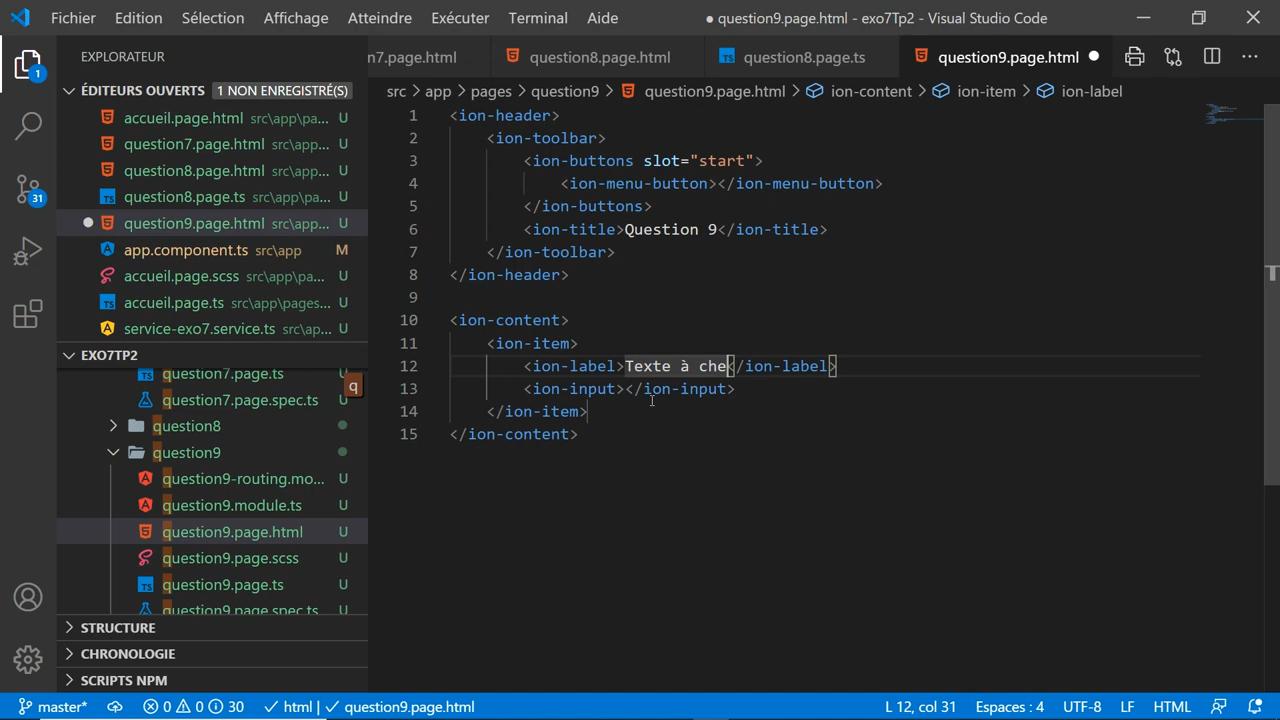 Fichier Edition Sélection Affichage Atteindre Exécuter Terminal Aide ● question9.page.html - exo7Tp2 - Visual Studio Code
EXPLORATEUR
n7.page.html question8.page.html question8.page.ts question9.page.html
1
ÉDITEURS OUVERTS 1 NON ENREGISTRÉ(S)
src > app > pages > question9 > question9.page.html > ion-content > ion-item > ion-label
accueil.page.html src\app\pa... U
question7.page.html src\app... U
question8.page.html src\app... U
question8.page.ts src\app\pa... U
31
question9.page.html src\app... U
app.component.ts src\app M
accueil.page.scss src\app\pa... U
accueil.page.ts src\app\pages... U
service-exo7.service.ts src\ap... U
EXO7TP2
question7.page.ts U
q
question7.page.spec.ts U
question8
question9
question9-routing.mo... U
question9.module.ts U
question9.page.html U
question9.page.scss U
question9.page.ts U
question9.page.spec.ts U
STRUCTURE
CHRONOLOGIE
SCRIPTS NPM
1 <ion-header>
2 <ion-toolbar>
3 <ion-buttons slot="start">
4 <ion-menu-button></ion-menu-button>
5 </ion-buttons>
6 <ion-title>Question 9</ion-title>
7 </ion-toolbar>
8 </ion-header>
9
10 <ion-content>
11 <ion-item>
12 <ion-label>Texte à che</ion-label>
13 <ion-input></ion-input>
14 </ion-item>
15 </ion-content>
master* 0 0 30 html | question9.page.html L 12, col 31 Espaces : 4 UTF-8 LF HTML